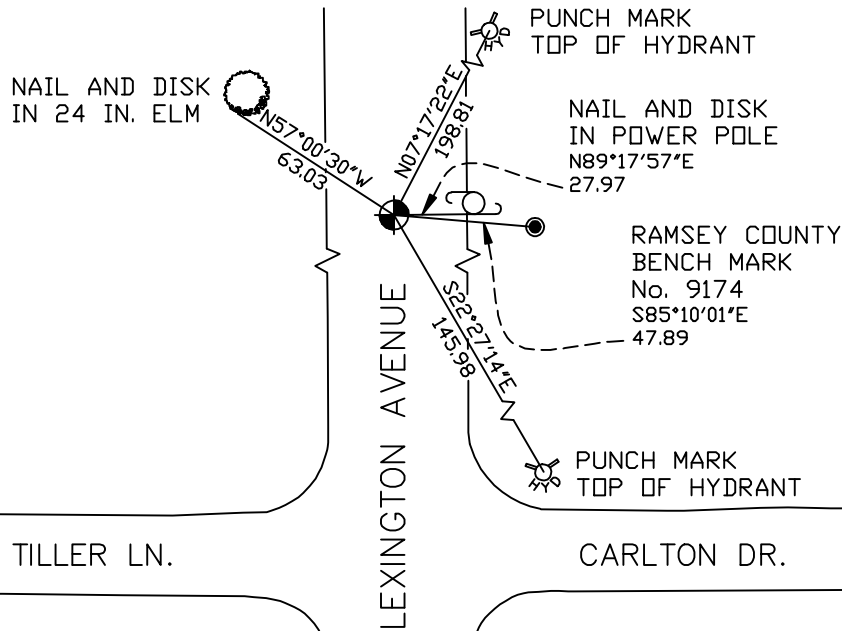 PUNCH MARK
TOP OF HYDRANT
HYD
NAIL AND DISK
IN 24 IN. ELM
N57°00'30"W
63.03
N07°17'22"E
198.81
NAIL AND DISK
IN POWER POLE
N89°17'57"E
27.97
RAMSEY COUNTY
BENCH MARK
No. 9174
S85°10'01"E
47.89
S22°27'14"E
145.98
LEXINGTON AVENUE
PUNCH MARK
TOP OF HYDRANT
HYD
TILLER LN.
CARLTON DR.